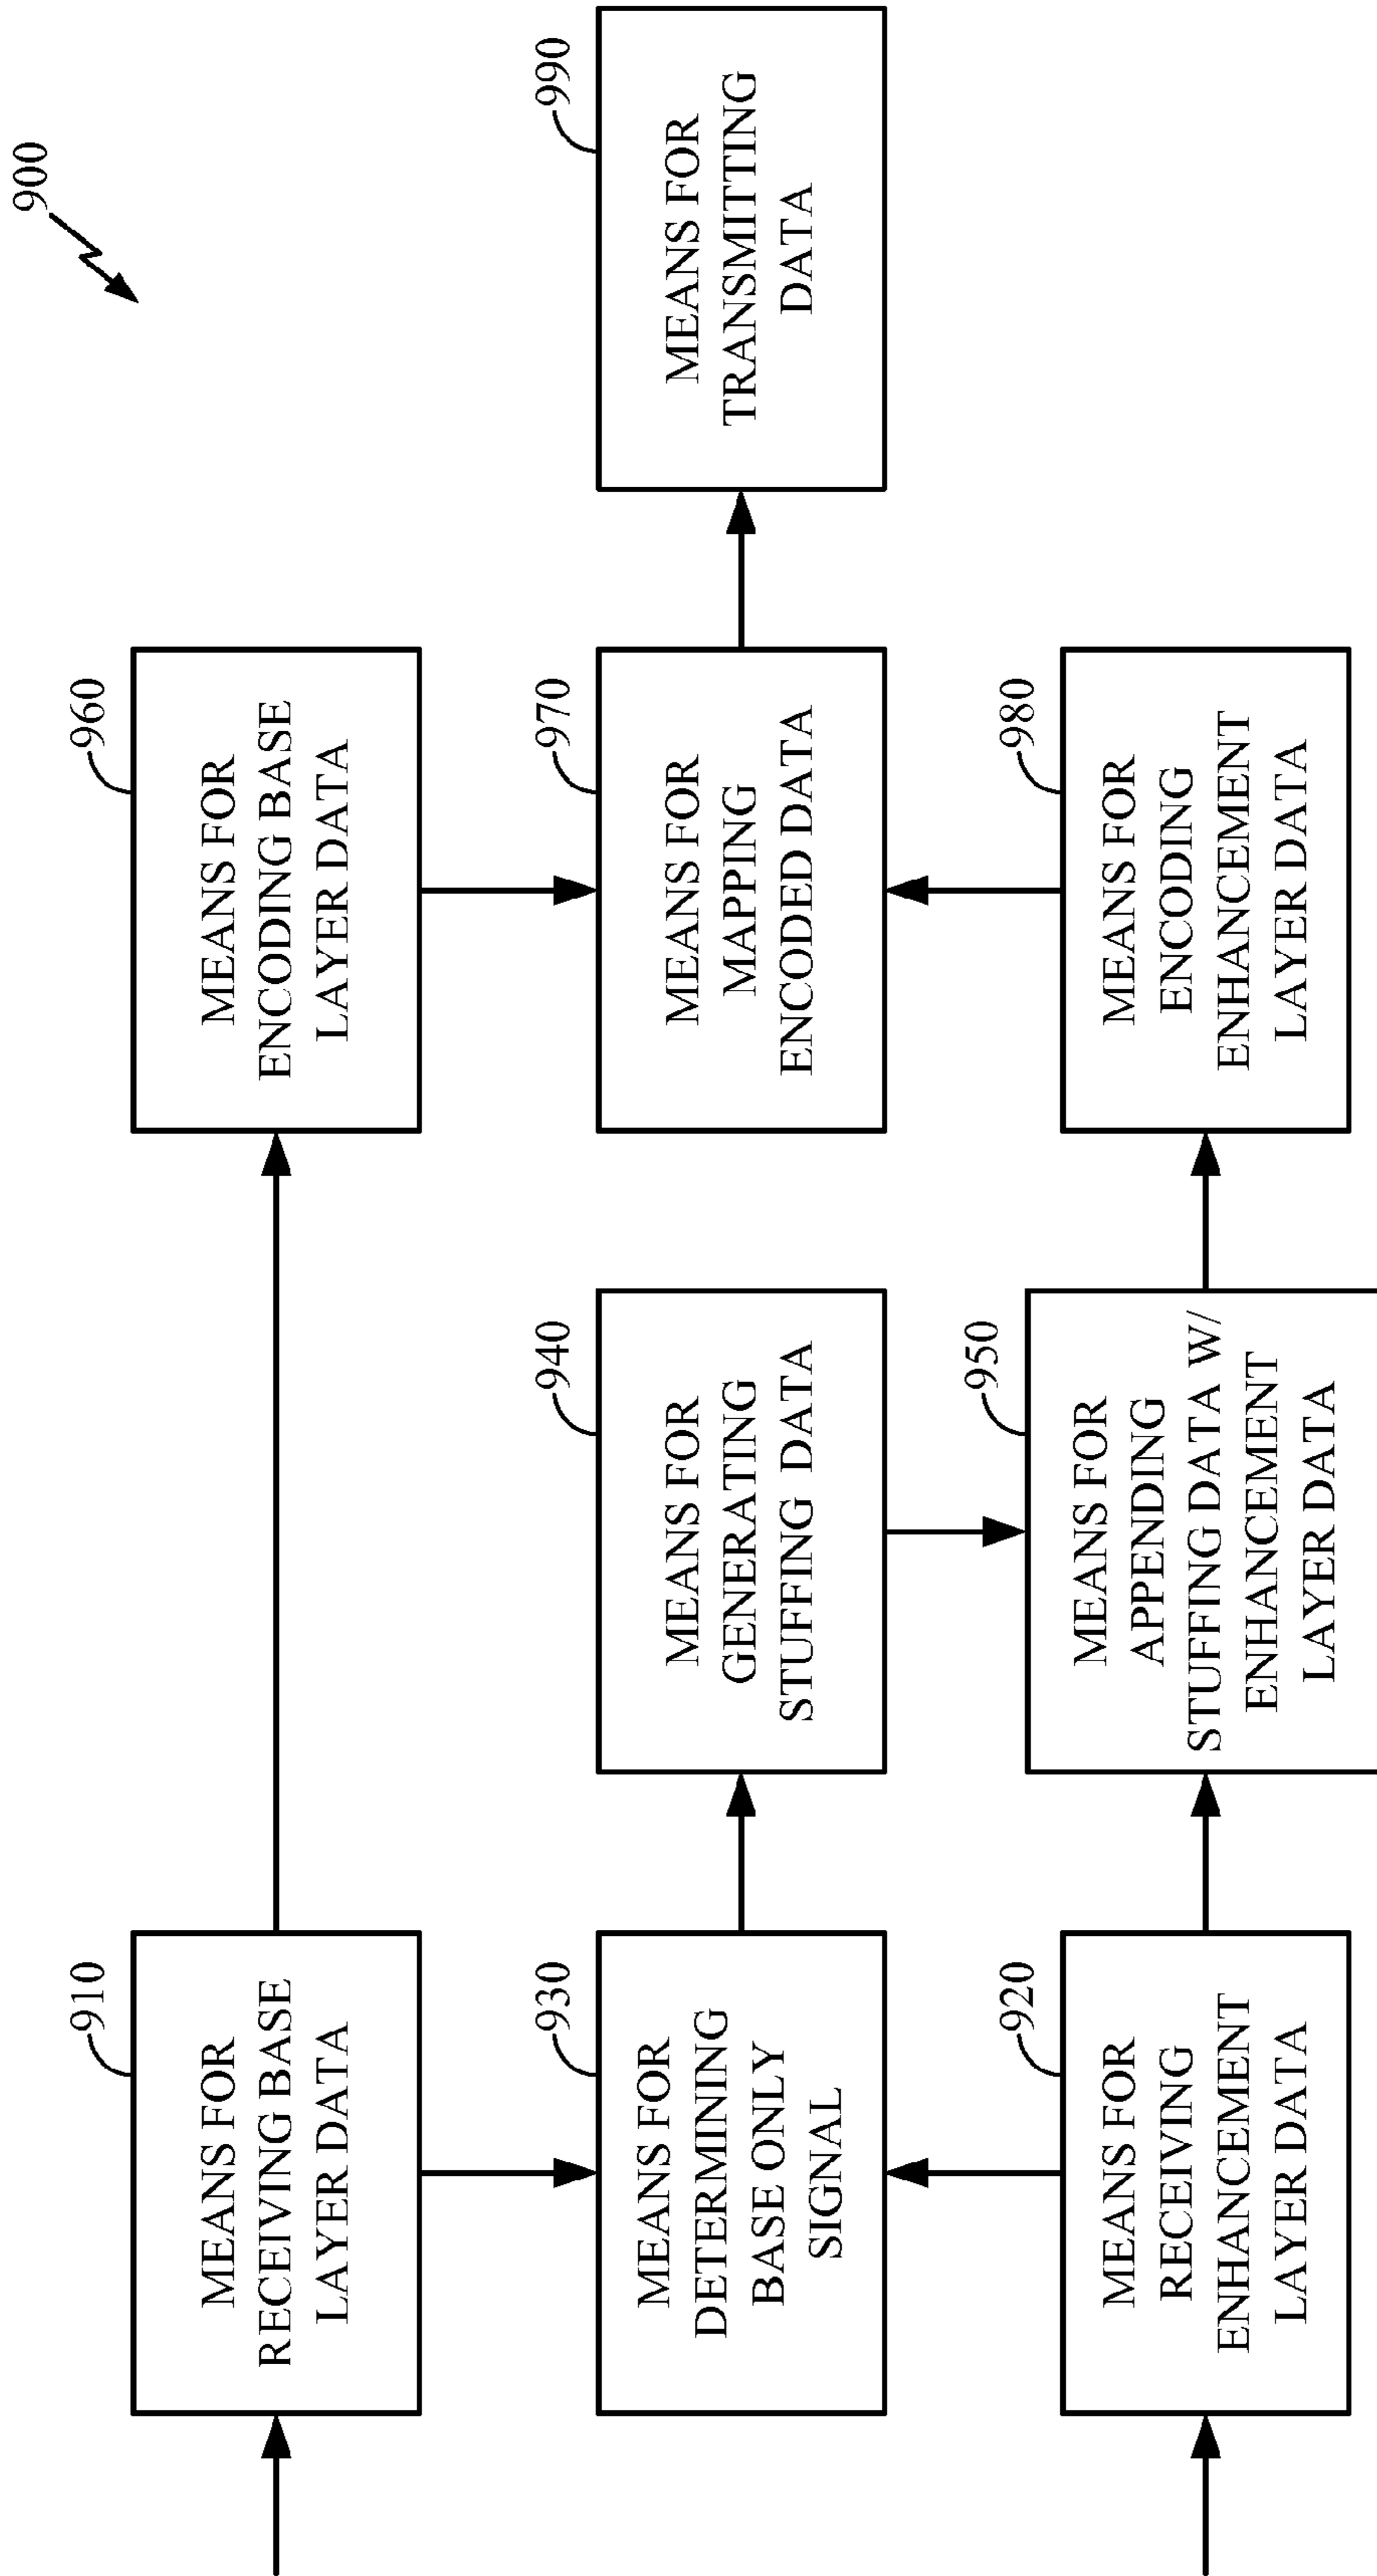 900
910
MEANS FOR
RECEIVING BASE
LAYER DATA
960
MEANS FOR
ENCODING BASE
LAYER DATA
930
MEANS FOR
DETERMINING
BASE ONLY
SIGNAL
940
MEANS FOR
GENERATING
STUFFING DATA
970
MEANS FOR
MAPPING
ENCODED DATA
990
MEANS FOR
TRANSMITTING
DATA
920
MEANS FOR
RECEIVING
ENHANCEMENT
LAYER DATA
950
MEANS FOR
APPENDING
STUFFING DATA W/
ENHANCEMENT
LAYER DATA
980
MEANS FOR
ENCODING
ENHANCEMENT
LAYER DATA